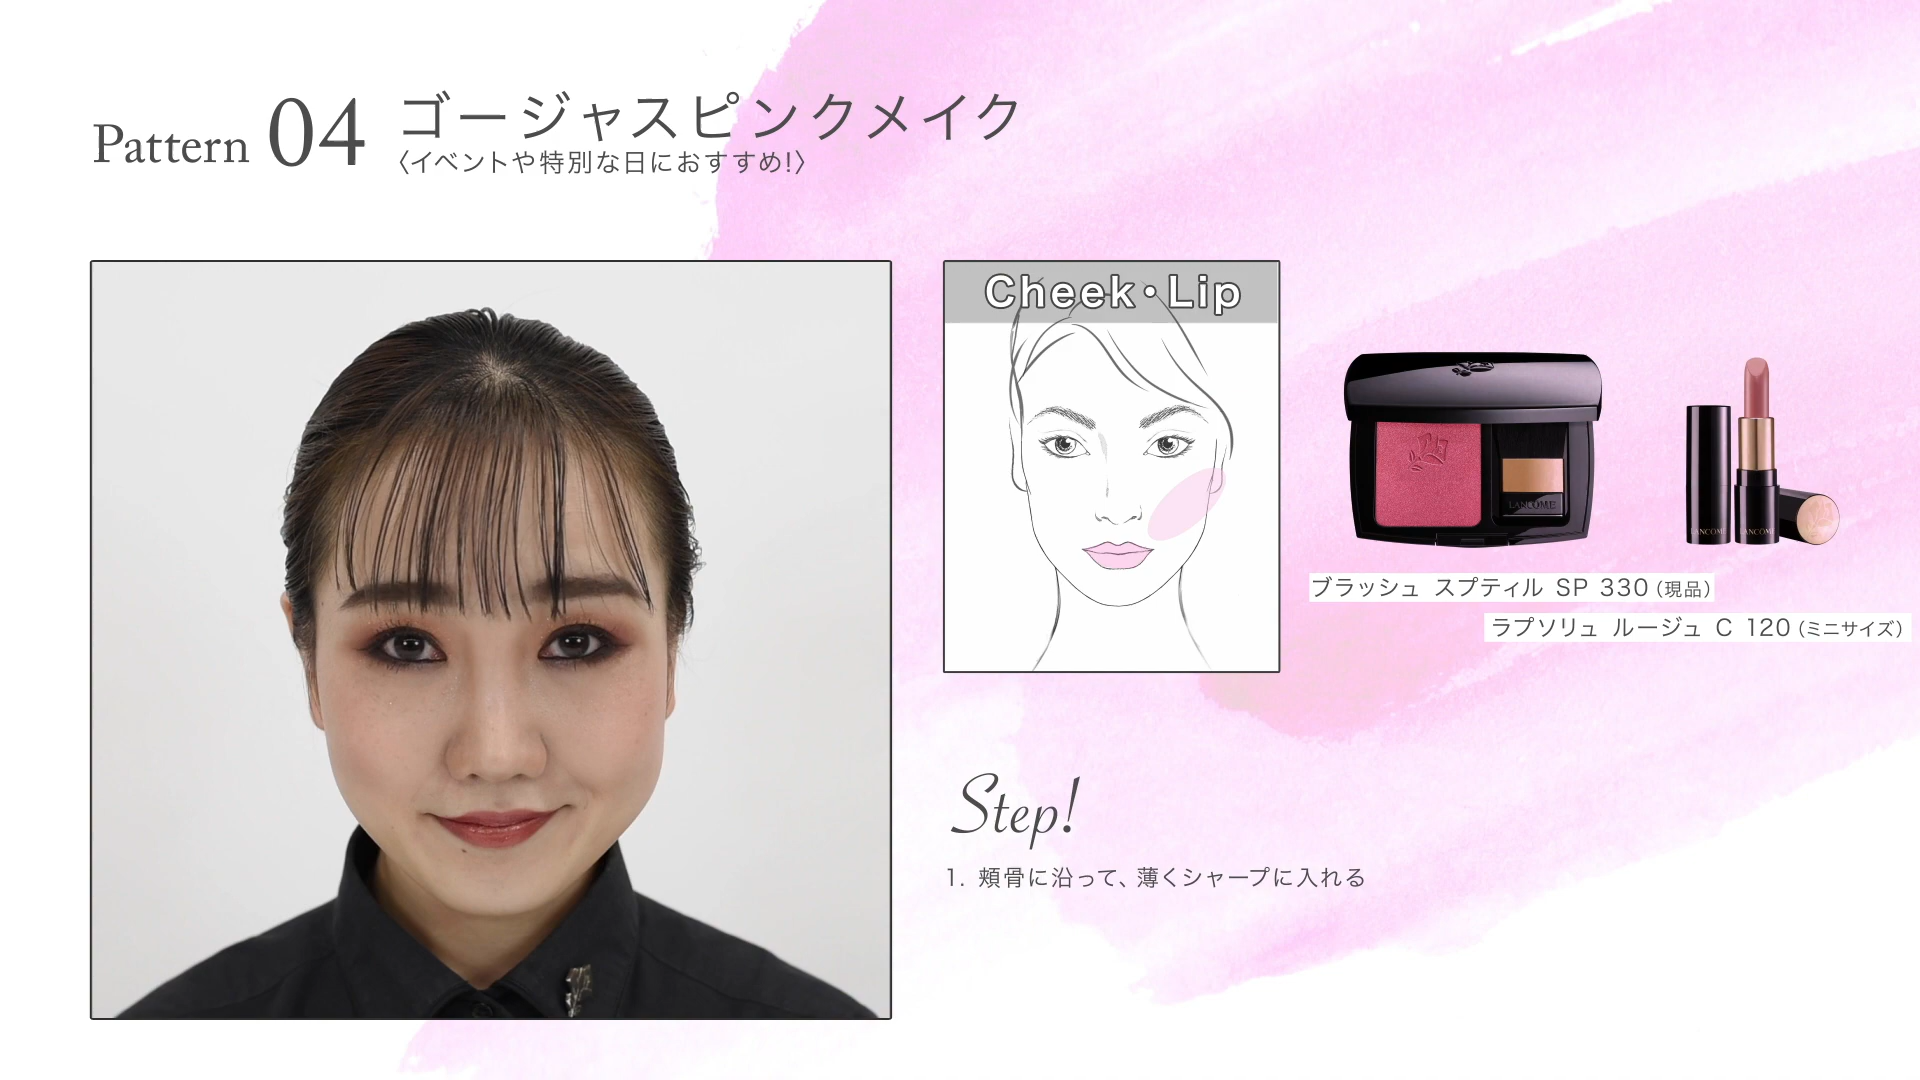 Pattern 04 ゴージャスピンクメイク
〈イベントや特別な日におすすめ!〉
Cheek・Lip
LANCOME
LANCOME
LANCOME
ブラッシュ スプティル SP 330(現品)
ラプソリュ ルージュ C 120(ミニサイズ)
Step!
1. 頬骨に沿って、薄くシャープに入れる